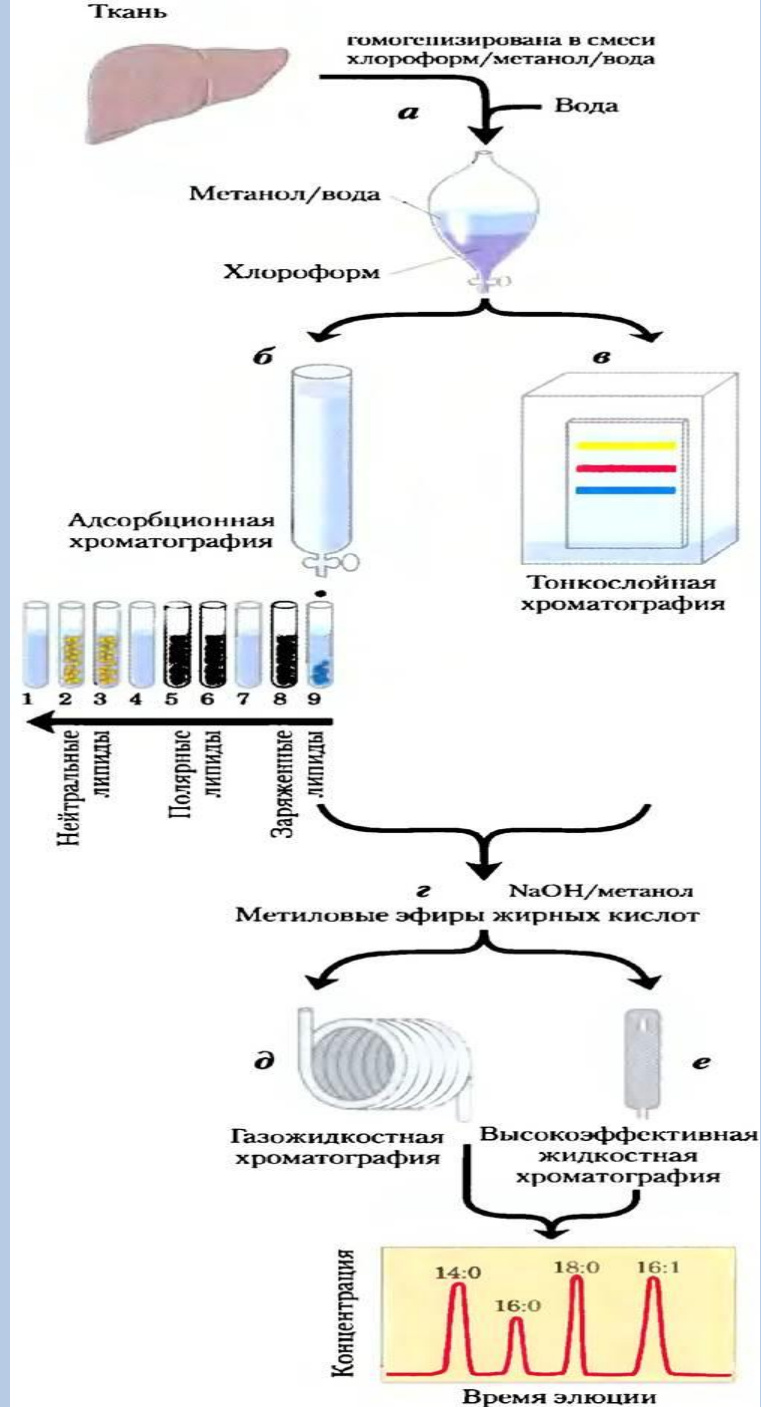 Ткань
гомогенизирована в смеси
хлороформ/метанол/вода
а
Вода
Метанол/вода
Хлороформ
б
в
Адсорбционная
хроматография
Тонкослойная
хроматография
1 2 3 4 5 6 7 8 9
Нейтральные
липиды
Полярные
липиды
Заряженные
липиды
г NaOH/метанол
Метиловые эфиры жирных кислот
д
е
Газожидкостная
хроматография
Высокоэффективная
жидкостная
хроматография
Концентрация
14:0
16:0
18:0
16:1
Время элюции